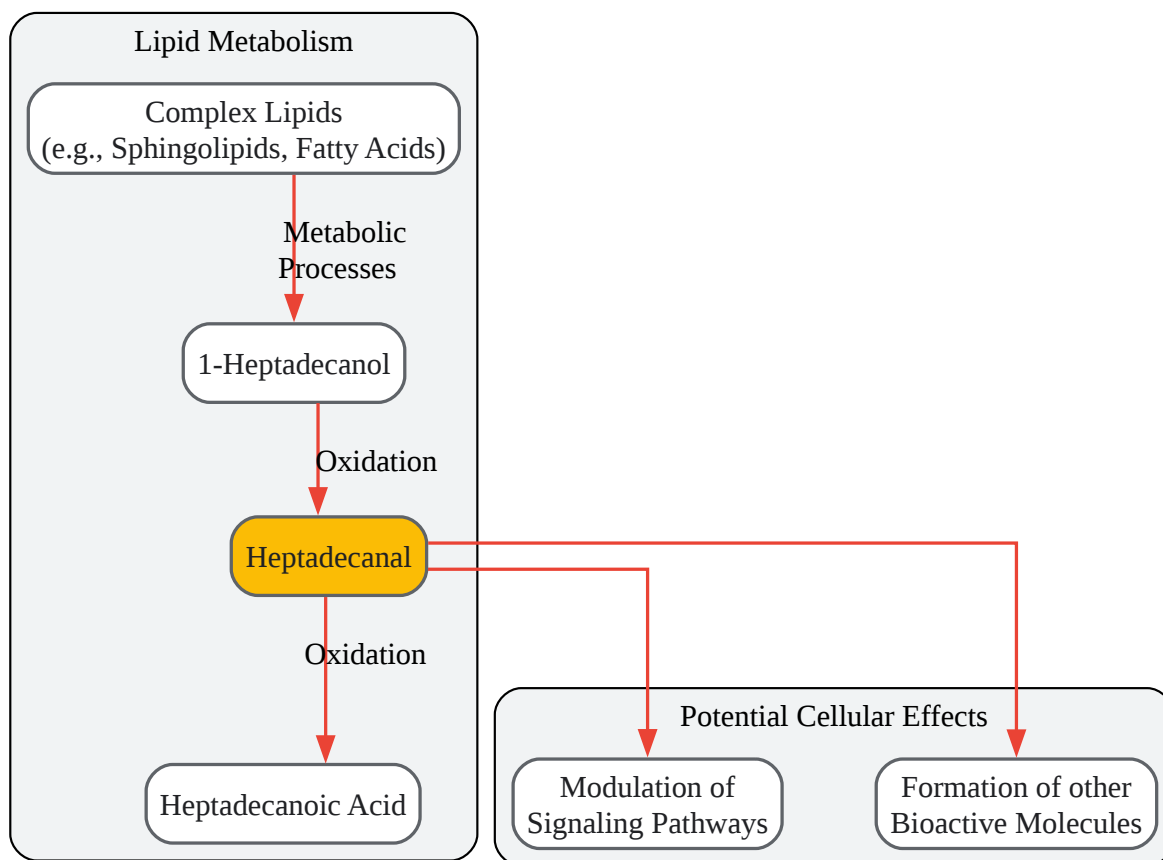 Lipid Metabolism
Complex Lipids
(e.g., Sphingolipids, Fatty Acids)
Metabolic
Processes
1-Heptadecanol
Oxidation
Heptadecanal
Oxidation
Heptadecanoic Acid
Potential Cellular Effects
Modulation of
Signaling Pathways
Formation of other
Bioactive Molecules